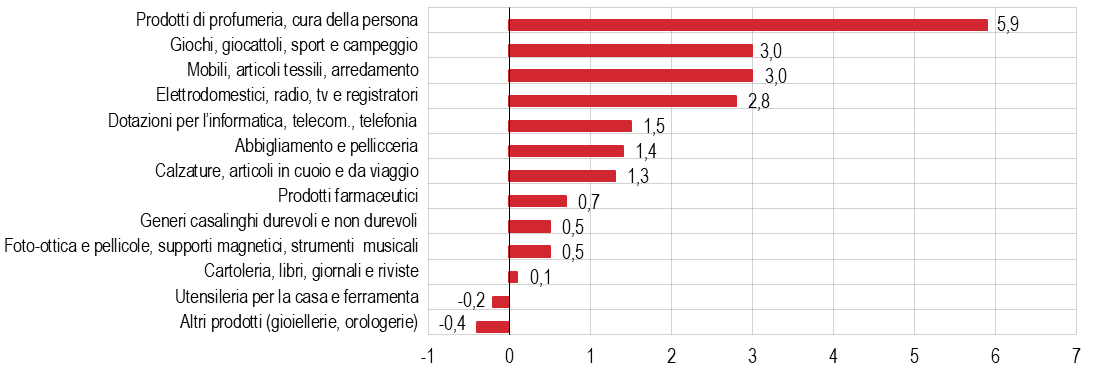 Prodotti di profumeria, cura della persona 5,9
Giochi, giocattoli, sport e campeggio 3,0
Mobili, articoli tessili, arredamento 3,0
Elettrodomestici, radio, tv e registratori 2,8
Dotazioni per l'informatica, telecom., telefonia 1,5
Abbigliamento e pellicceria 1,4
Calzature, articoli in cuoio e da viaggio 1,3
Prodotti farmaceutici 0,7
Generi casalinghi durevoli e non durevoli 0,5
Foto-ottica e pellicole, supporti magnetici, strumenti  musicali 0,5
Cartoleria, libri, giornali e riviste 0,1
Utensileria per la casa e ferramenta -0,2
Altri prodotti (gioiellerie, orologerie) -0,4
-1 0 1 2 3 4 5 6 7